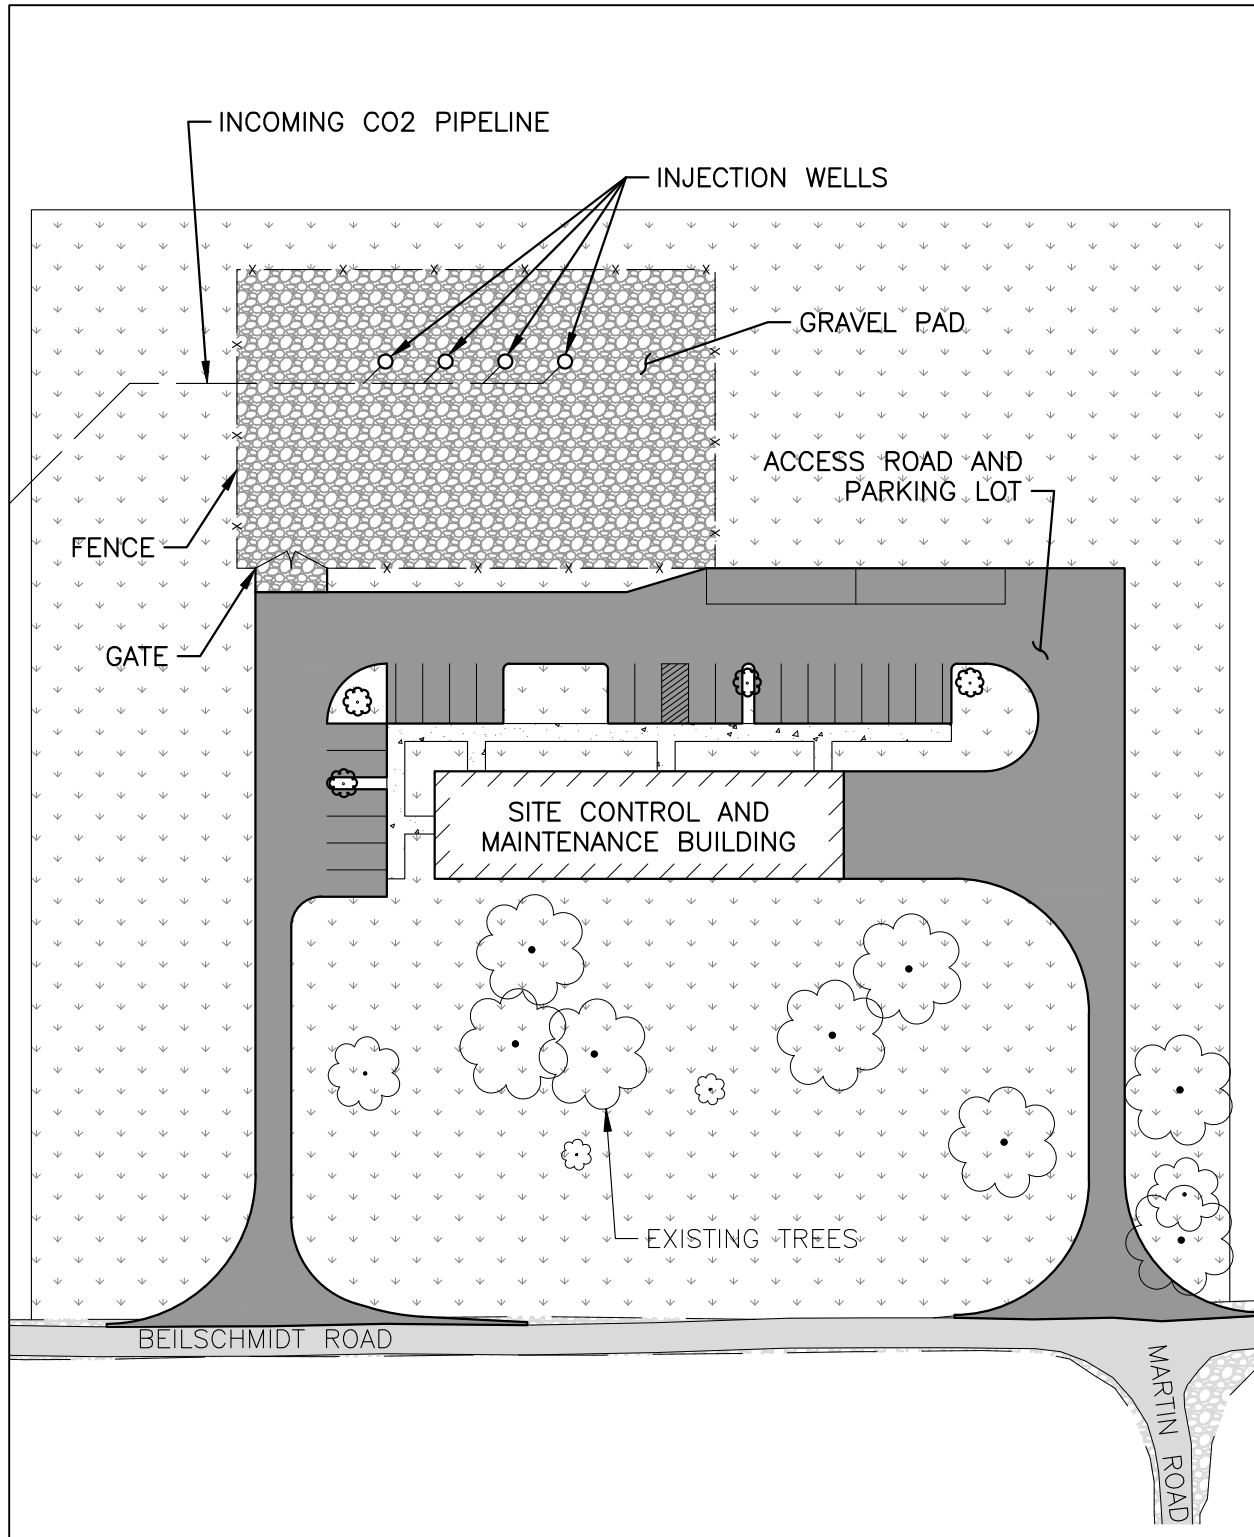 INCOMING CO2 PIPELINE
INJECTION WELLS
GRAVEL PAD
ACCESS ROAD AND
PARKING LOT
FENCE
GATE
SITE CONTROL AND
MAINTENANCE BUILDING
EXISTING TREES
BEILSCHMIDT ROAD
MARTIN ROAD